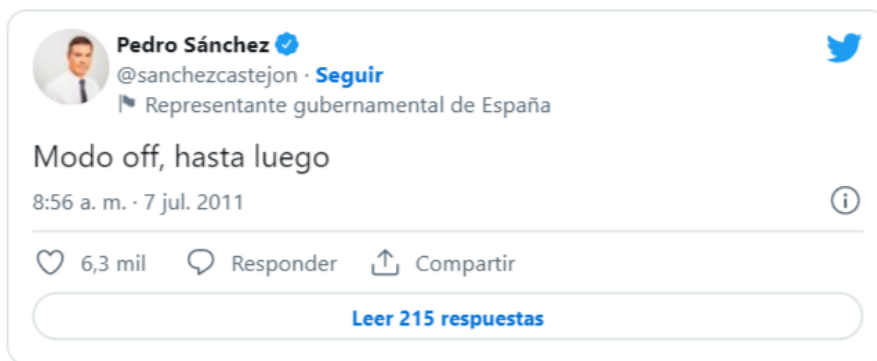 Pedro Sánchez
@sanchezcastejon · Seguir
Representante gubernamental de España
Modo off, hasta luego
8:56 a. m. · 7 jul. 2011
6,3 mil Responder Compartir
Leer 215 respuestas